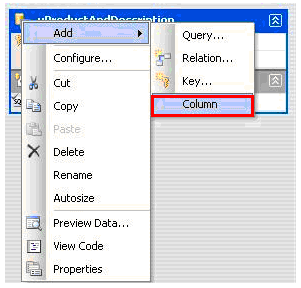 vProductAndDescription
Add
Configure...
Cut
Copy
Paste
Delete
Rename
Autosize
Preview Data...
View Code
Properties
Query...
Relation...
Key...
Column